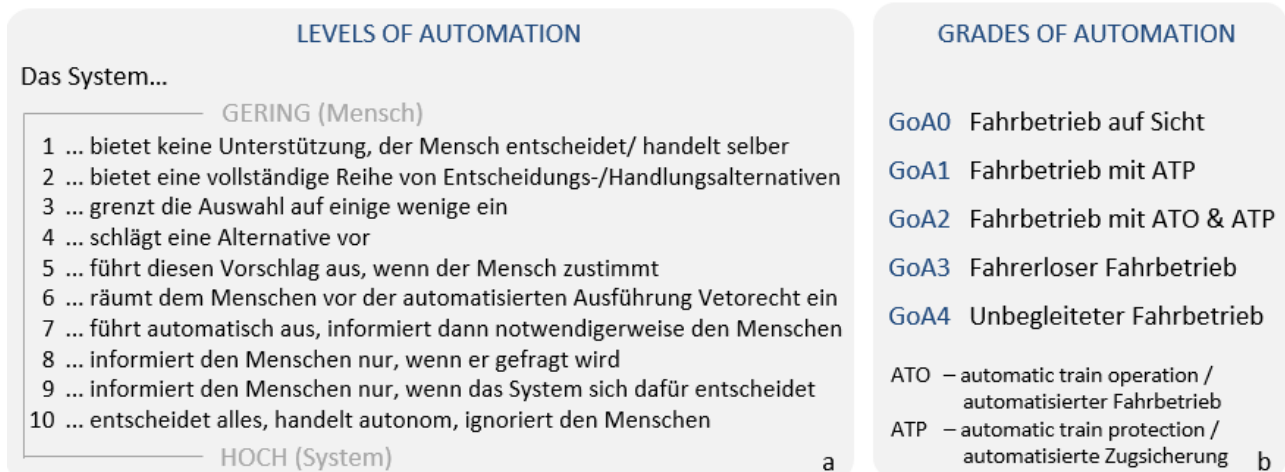 LEVELS OF AUTOMATION
Das System...
GERING (Mensch)
1 ... bietet keine Unterstützung, der Mensch entscheidet/ handelt selber
2 ... bietet eine vollständige Reihe von Entscheidungs-/Handlungsalternativen
3 ... grenzt die Auswahl auf einige wenige ein
4 ... schlägt eine Alternative vor
5 ... führt diesen Vorschlag aus, wenn der Mensch zustimmt
6 ... räumt dem Menschen vor der automatisierten Ausführung Vetorecht ein
7 ... führt automatisch aus, informiert dann notwendigerweise den Menschen
8 ... informiert den Menschen nur, wenn er gefragt wird
9 ... informiert den Menschen nur, wenn das System sich dafür entscheidet
10 ... entscheidet alles, handelt autonom, ignoriert den Menschen
HOCH (System)
a
GRADES OF AUTOMATION
GoA0 Fahrbetrieb auf Sicht
GoA1 Fahrbetrieb mit ATP
GoA2 Fahrbetrieb mit ATO & ATP
GoA3 Fahrerloser Fahrbetrieb
GoA4 Unbegleiteter Fahrbetrieb
ATO – automatic train operation /
automatisierter Fahrbetrieb
ATP – automatic train protection /
automatisierte Zugsicherung
b